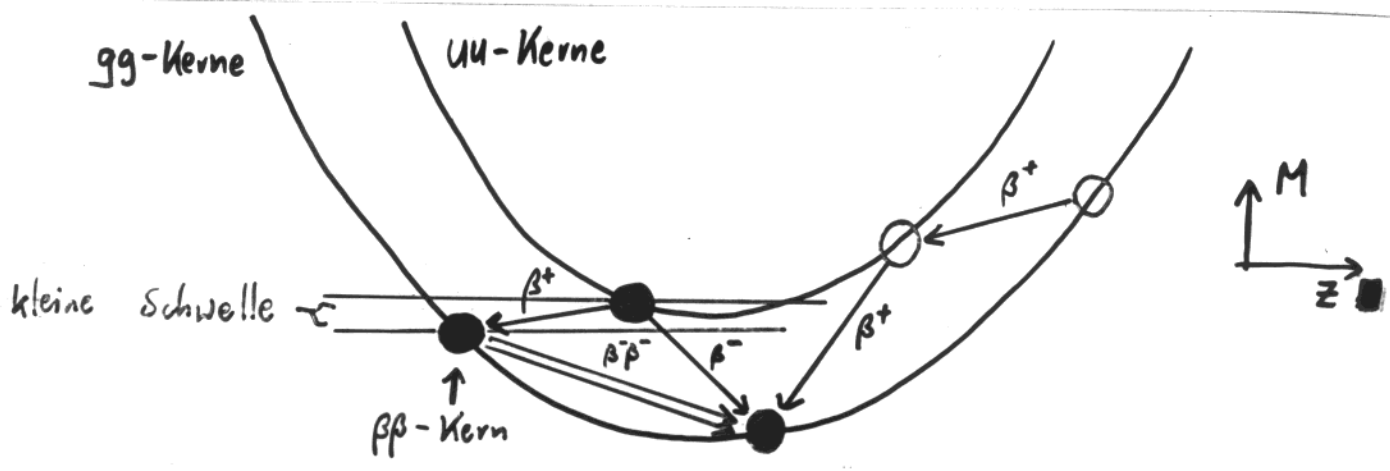 gg-Kerne
uu-Kerne
β⁺
M
Z
kleine Schwelle
β⁺
β⁻β⁻
β⁻
β⁺
ββ-Kern